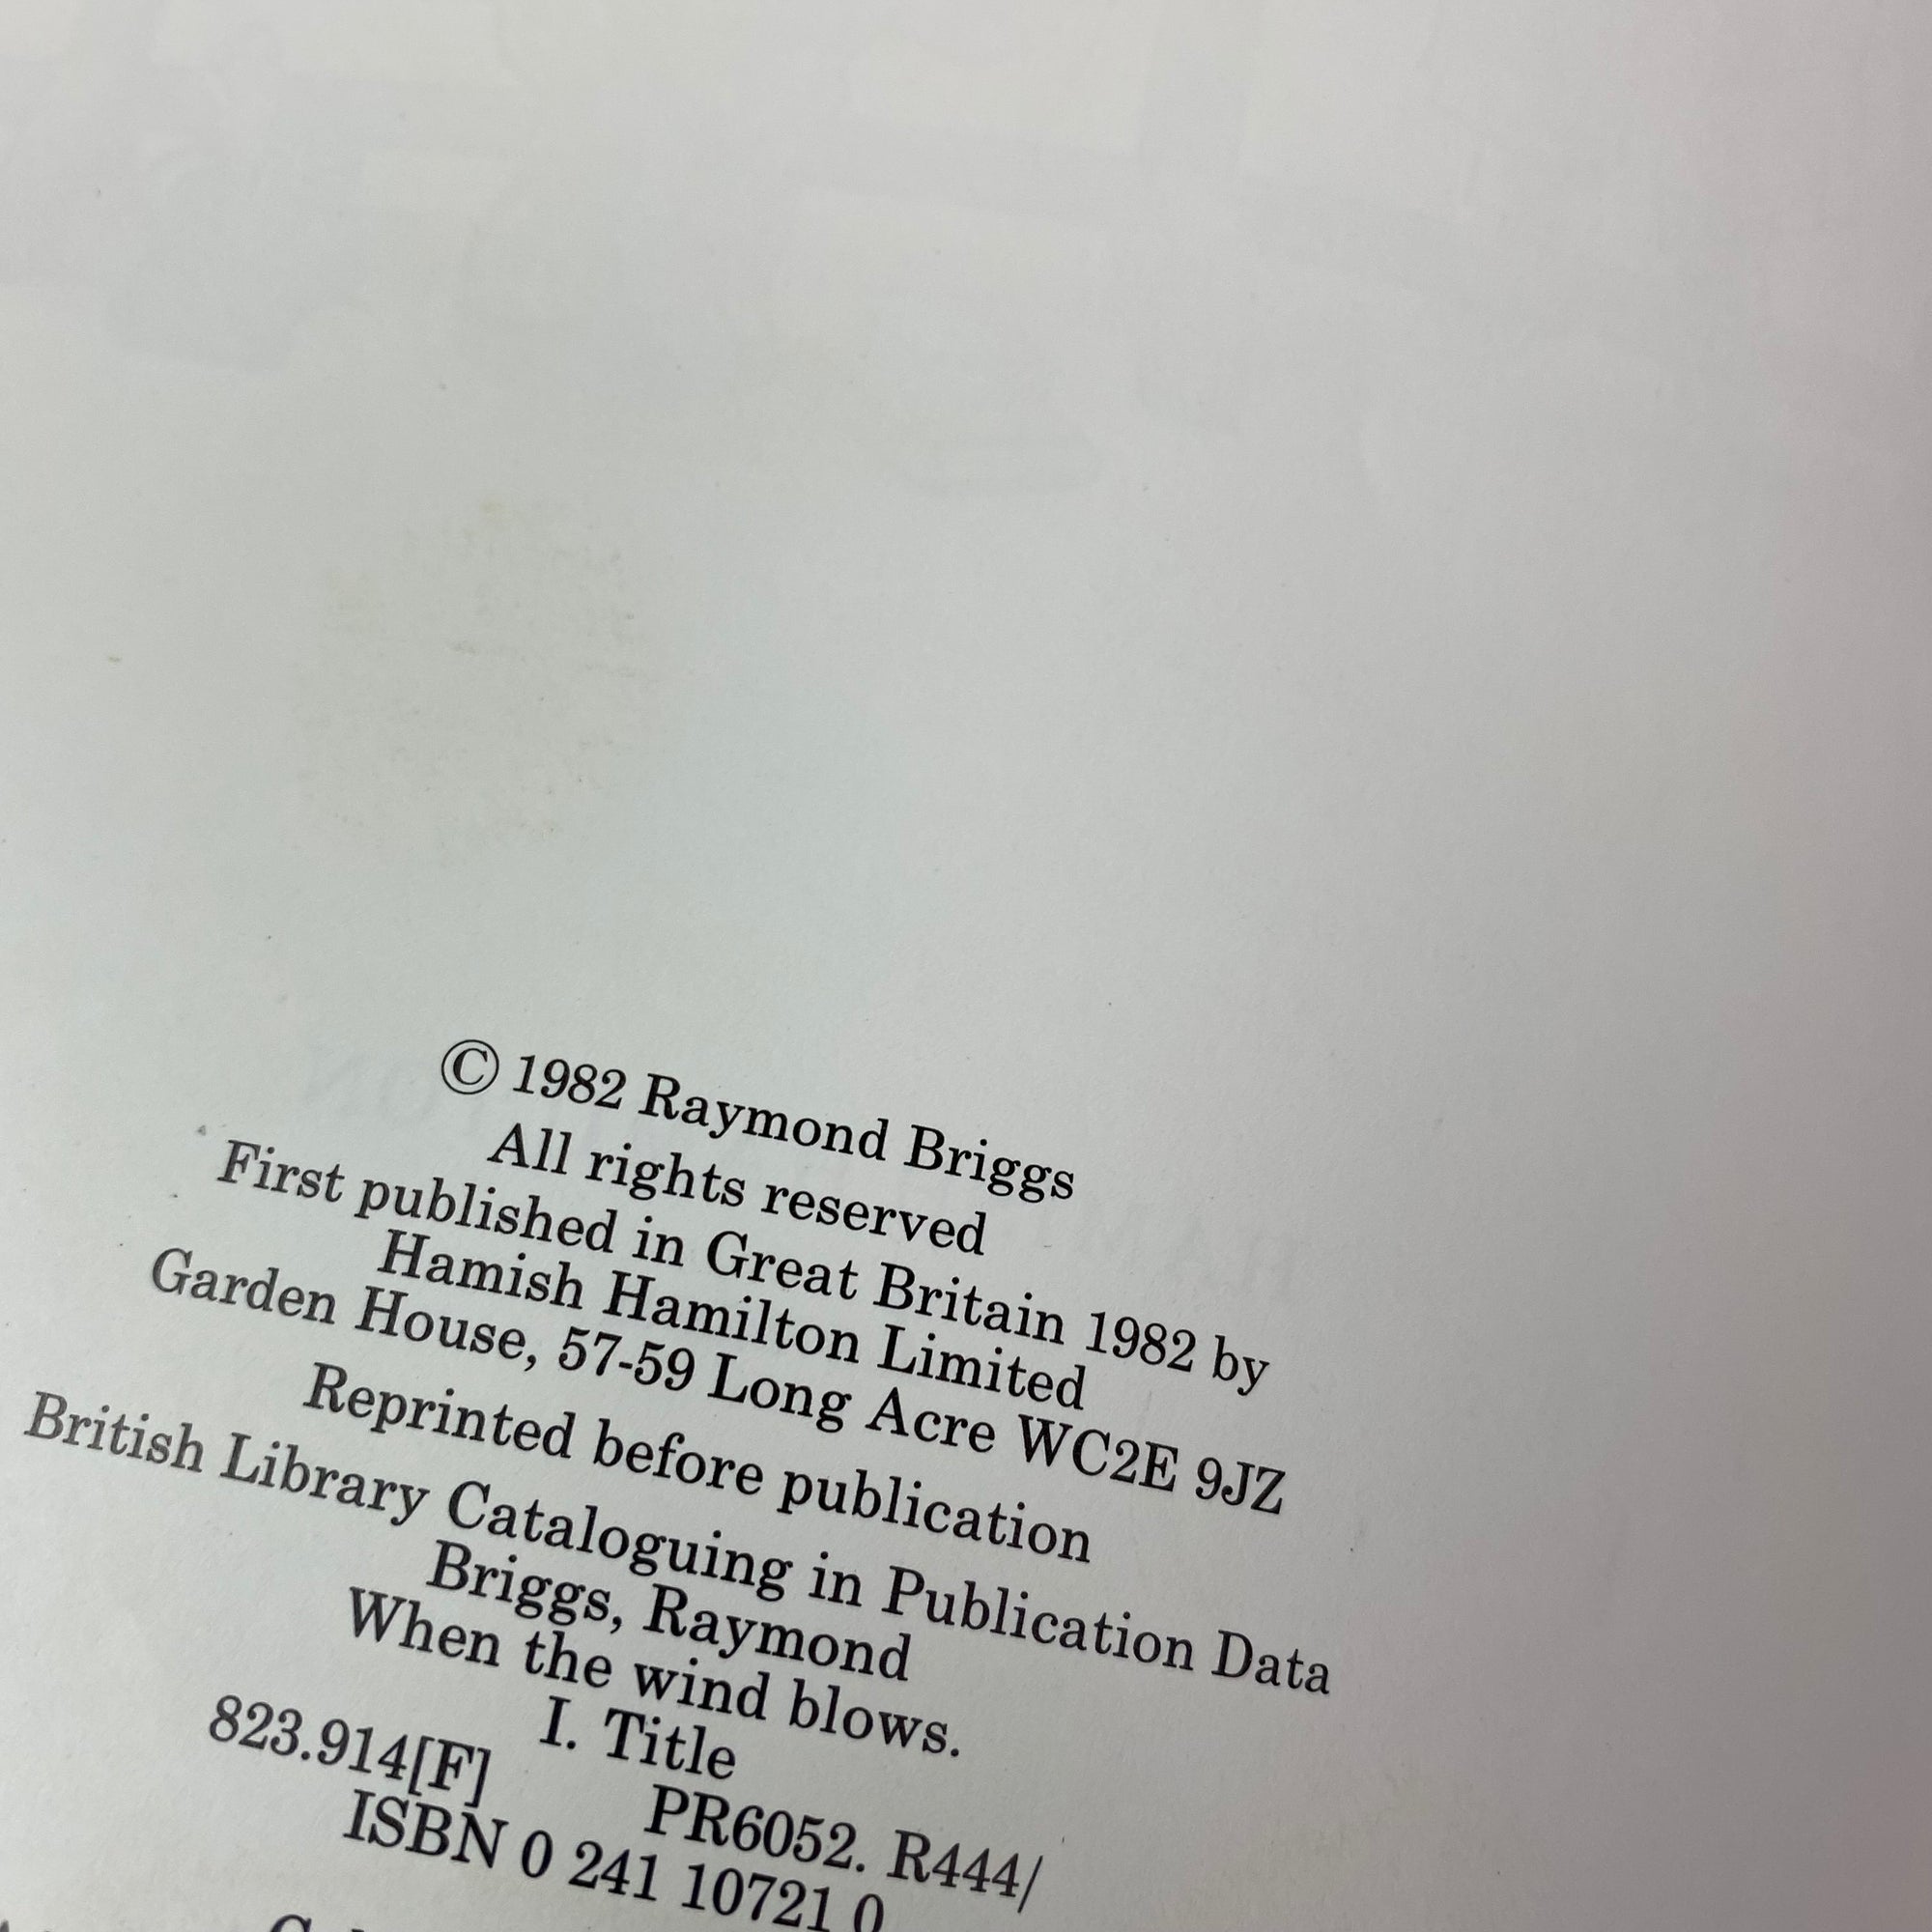 © 1982 Raymond Briggs
All rights reserved
First published in Great Britain 1982 by
Hamish Hamilton Limited
Garden House, 57-59 Long Acre WC2E 9JZ
Reprinted before publication
British Library Cataloguing in Publication Data
Briggs, Raymond
When the wind blows.
I. Title
823.914[F] PR6052. R444/
ISBN 0 241 10721 0